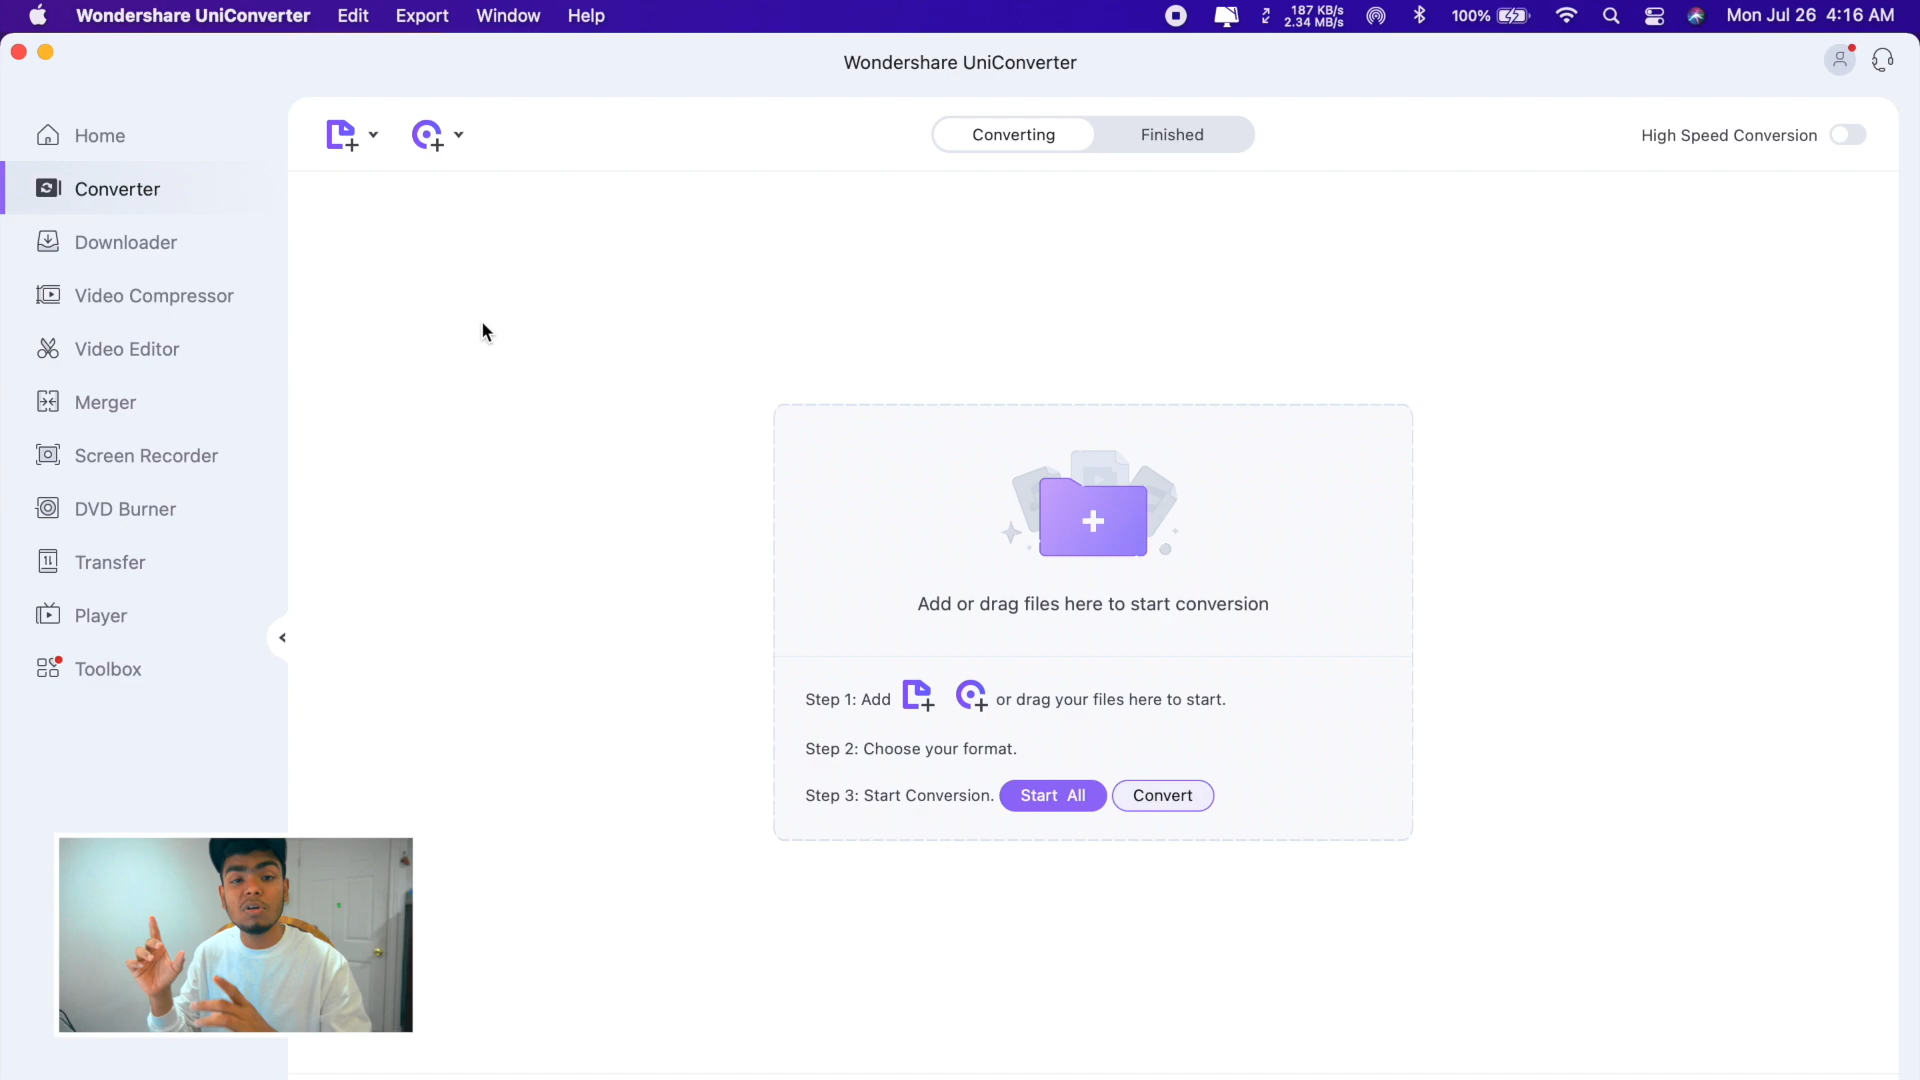 Wondershare UniConverter Edit Export Window Help 187 KB/s 2.34 MB/s 100% Mon Jul 26 4:16 AM
Wondershare UniConverter
Home
Converter
Downloader
Video Compressor
Video Editor
Merger
Screen Recorder
DVD Burner
Transfer
Player
Toolbox
Converting Finished
High Speed Conversion
Add or drag files here to start conversion
Step 1: Add or drag your files here to start.
Step 2: Choose your format.
Step 3: Start Conversion. Start All Convert